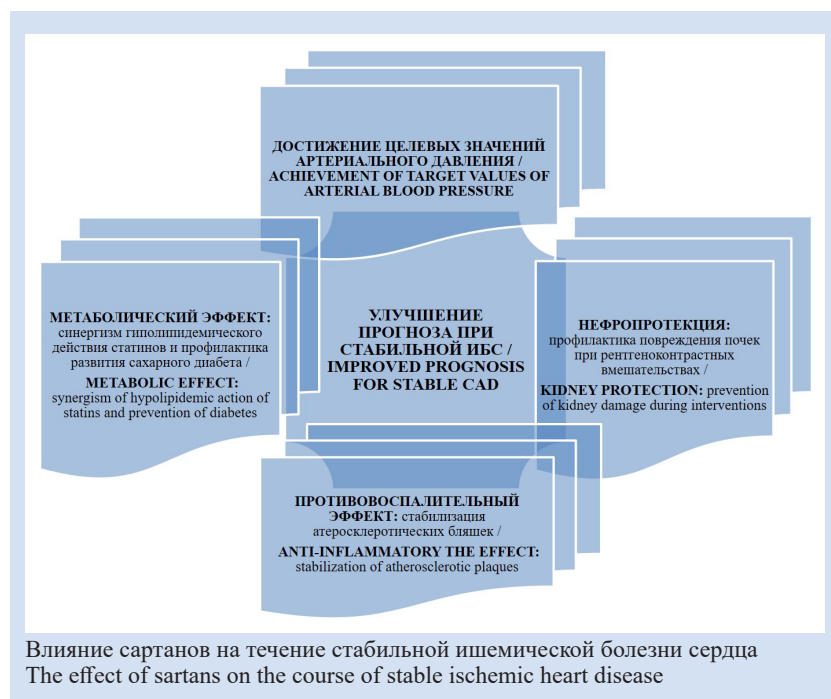 ДОСТИЖЕНИЕ ЦЕЛЕВЫХ ЗНАЧЕНИЙ
АРТЕРИАЛЬНОГО ДАВЛЕНИЯ /
ACHIEVEMENT OF TARGET VALUES OF
ARTERIAL BLOOD PRESSURE
МЕТАБОЛИЧЕСКИЙ ЭФФЕКТ:
синергизм гиполипидемического
действия статинов и профилактика
развития сахарного диабета /
METABOLIC EFFECT:
synergism of hypolipidemic action of
statins and prevention of diabetes
УЛУЧШЕНИЕ
ПРОГНОЗА ПРИ
СТАБИЛЬНОЙ ИБС /
IMPROVED PROGNOSIS
FOR STABLE CAD
НЕФРОПРОТЕКЦИЯ:
профилактика повреждения почек
при рентгеноконтрастных
вмешательствах /
KIDNEY PROTECTION: prevention
of kidney damage during interventions
ПРОТИВОВОСПАЛИТЕЛЬНЫЙ
ЭФФЕКТ: стабилизация
атеросклеротических бляшек /
ANTI-INFLAMMATORY THE EFFECT:
stabilization of atherosclerotic plaques
Влияние сартанов на течение стабильной ишемической болезни сердца
The effect of sartans on the course of stable ischemic heart disease